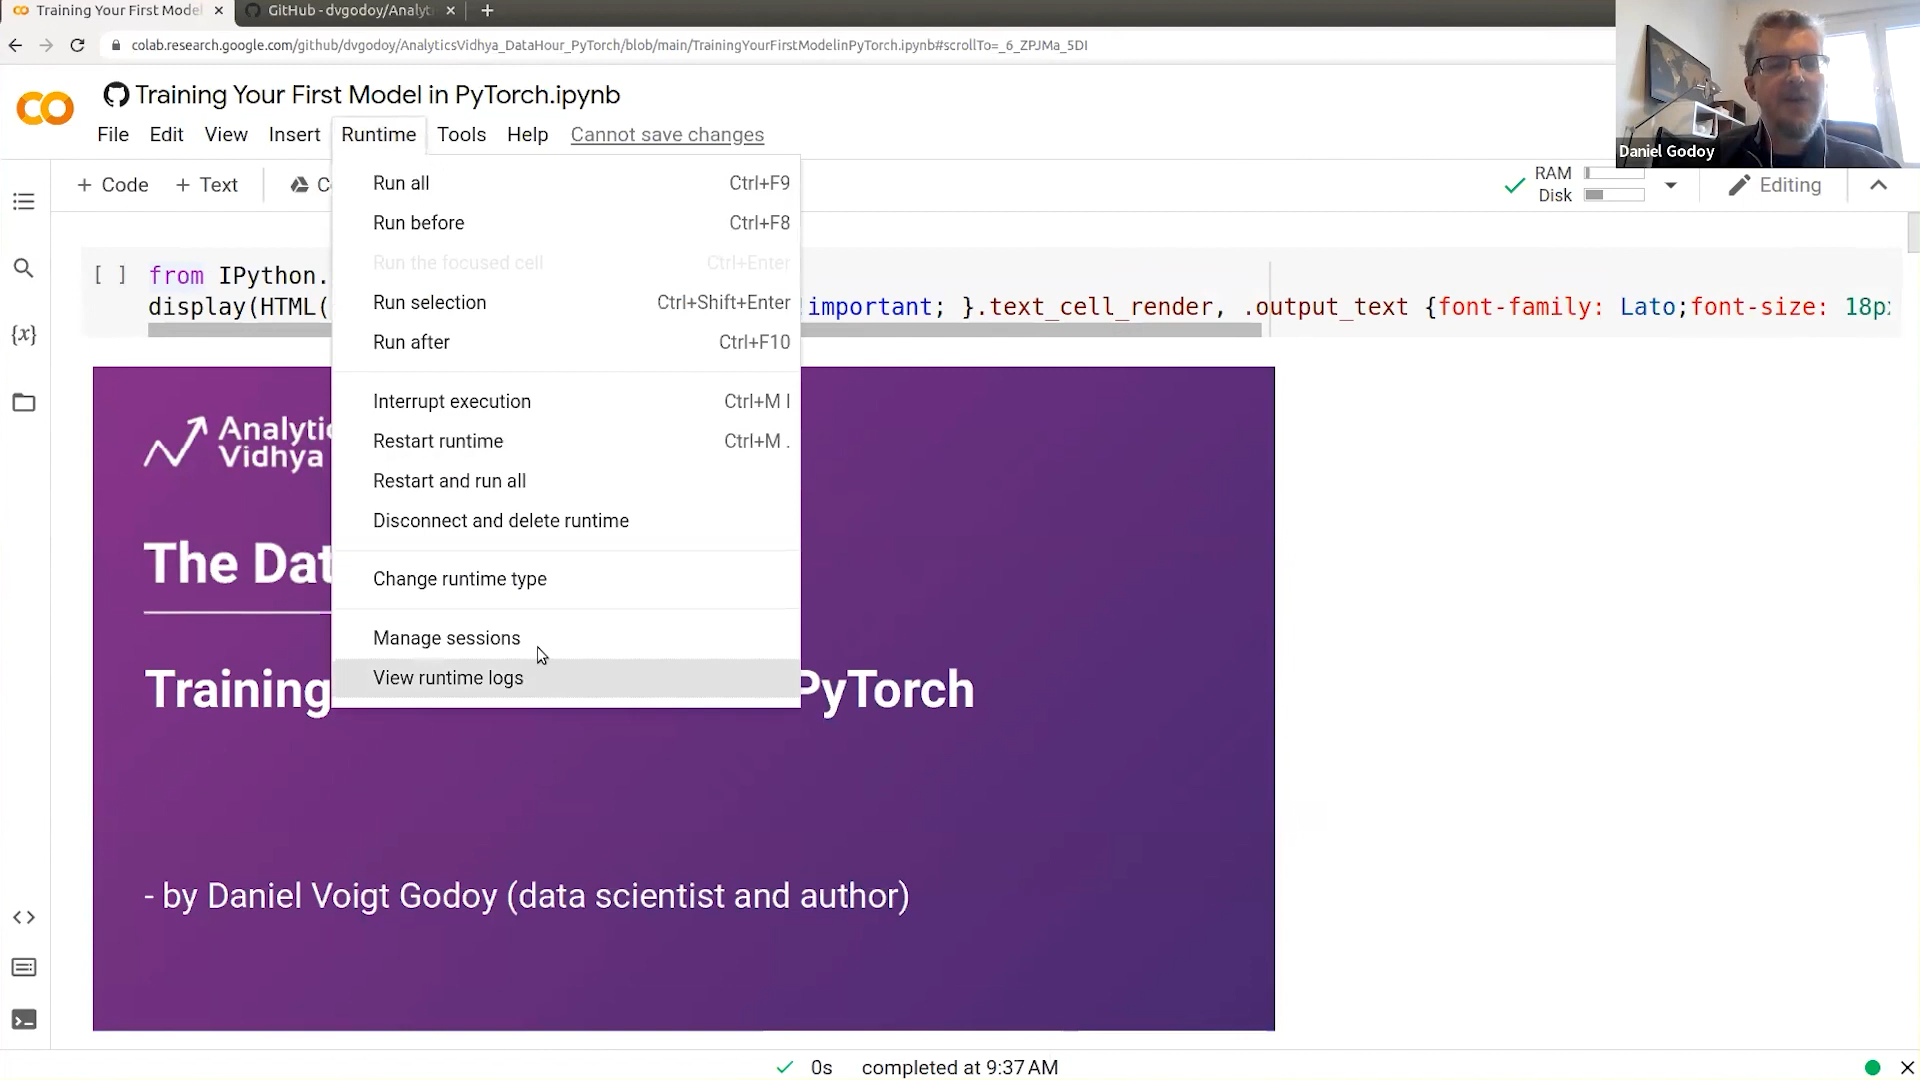 Training Your First Model
GitHub - dvgodoy/Analyt
colab.research.google.com/github/dvgodoy/AnalyticsVidhya_DataHour_PyTorch/blob/main/TrainingYourFirstModelinPyTorch.ipynb#scrollTo=_6_ZPJMa_5DI
Training Your First Model in PyTorch.ipynb
File Edit View Insert Runtime Tools Help Cannot save changes
Daniel Godoy
+ Code + Text
RAM
Disk
Editing
Run all Ctrl+F9
Run before Ctrl+F8
Run the focused cell Ctrl+Enter
Run selection Ctrl+Shift+Enter
Run after Ctrl+F10
Interrupt execution Ctrl+M I
Restart runtime Ctrl+M .
Restart and run all
Disconnect and delete runtime
Change runtime type
Manage sessions
View runtime logs
[ ] from IPython.
display(HTML( important; }.text_cell_render, .output_text {font-family: Lato;font-size: 18px
Analytic
Vidhya
The Dat
Training PyTorch
- by Daniel Voigt Godoy (data scientist and author)
0s completed at 9:37 AM